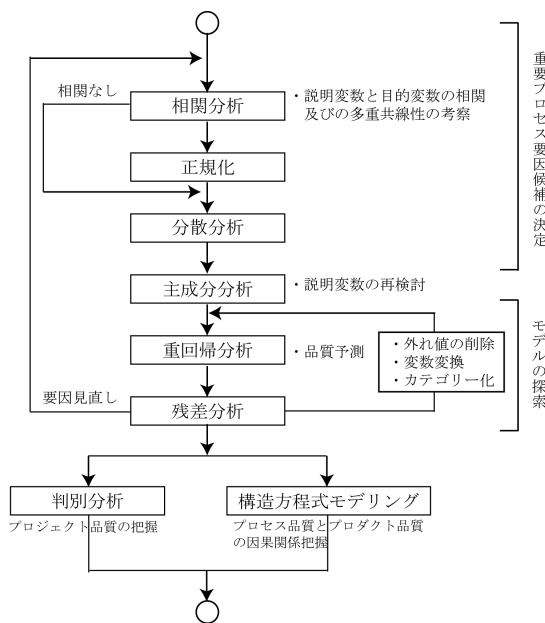 相関なし
相関分析
・説明変数と目的変数の相関
及びの多重共線性の考察
正規化
分散分析
主成分分析
・説明変数の再検討
重要プロセス要因候補の決定
重回帰分析
・品質予測
・外れ値の削除
・変数変換
・カテゴリー化
要因見直し
残差分析
モデルの探索
判別分析
プロジェクト品質の把握
構造方程式モデリング
プロセス品質とプロダクト品質
の因果関係把握